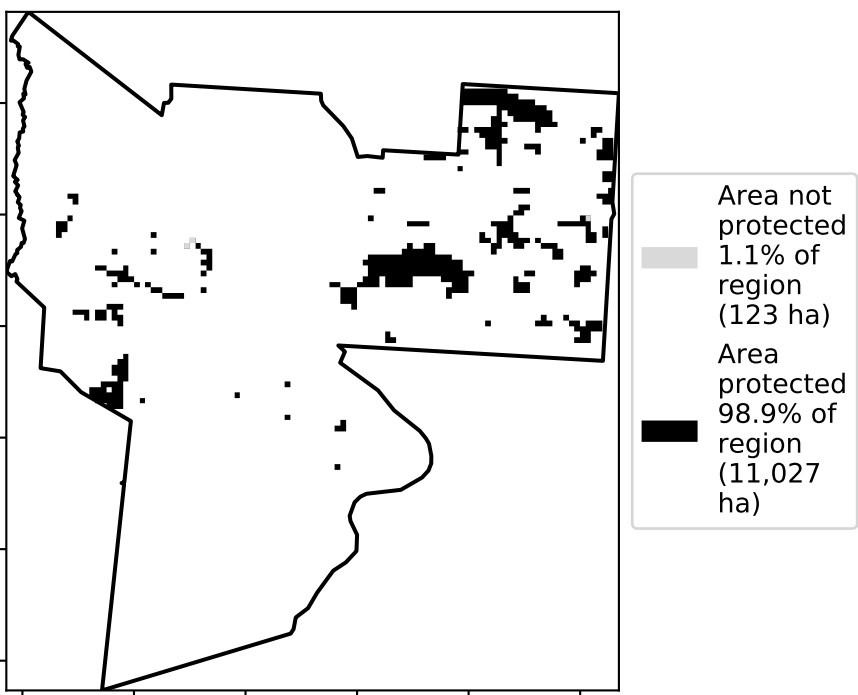 Area not
protected
1.1% of
region
(123 ha)
Area
protected
98.9% of
region
(11,027
ha)